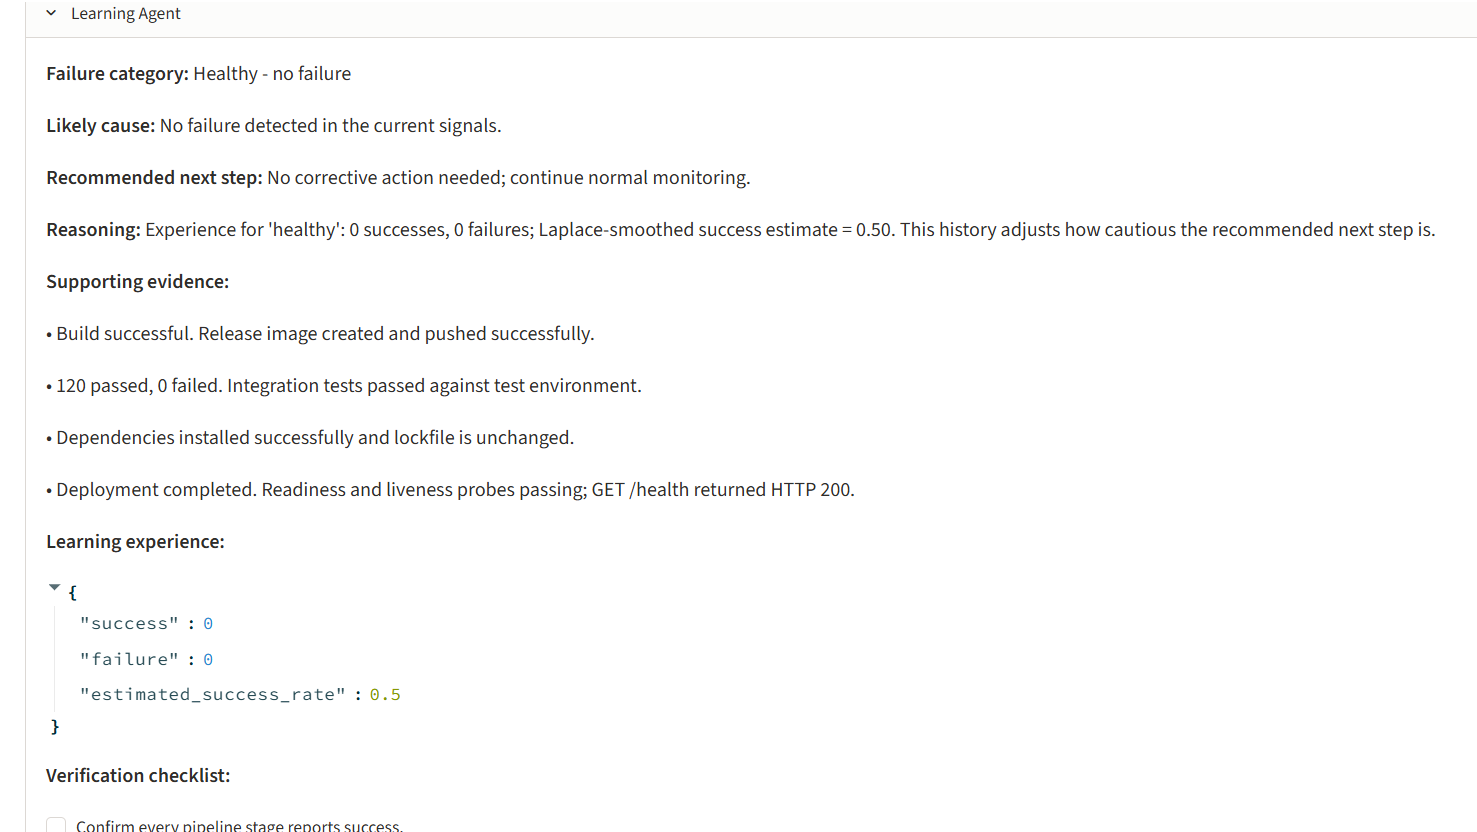 Learning Agent
Failure category: Healthy - no failure
Likely cause: No failure detected in the current signals.
Recommended next step: No corrective action needed; continue normal monitoring.
Reasoning: Experience for 'healthy': 0 successes, 0 failures; Laplace-smoothed success estimate = 0.50. This history adjusts how cautious the recommended next step is.
Supporting evidence:
• Build successful. Release image created and pushed successfully.
• 120 passed, 0 failed. Integration tests passed against test environment.
• Dependencies installed successfully and lockfile is unchanged.
• Deployment completed. Readiness and liveness probes passing; GET /health returned HTTP 200.
Learning experience:
{
"success" : 0
"failure" : 0
"estimated_success_rate" : 0.5
}
Verification checklist:
Confirm every pipeline stage reports success.